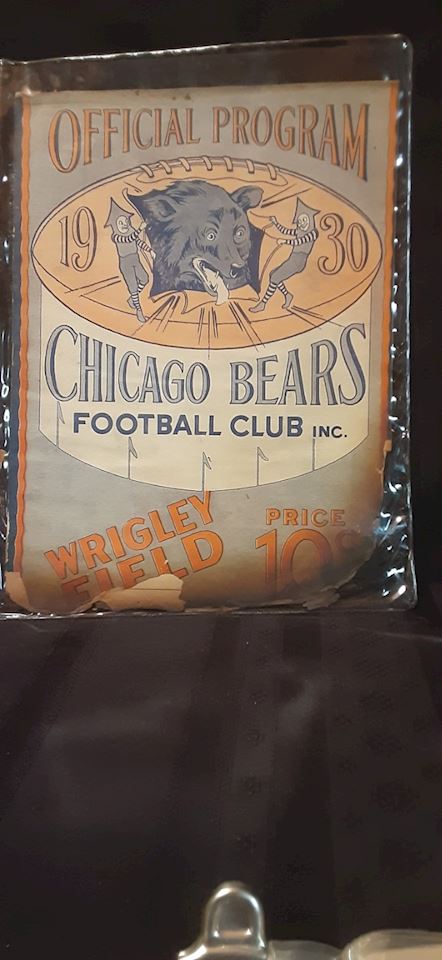 OFFICIAL PROGRAM
19 30
CHICAGO BEARS
FOOTBALL CLUB INC.
WRIGLEY
FIELD
PRICE
10¢